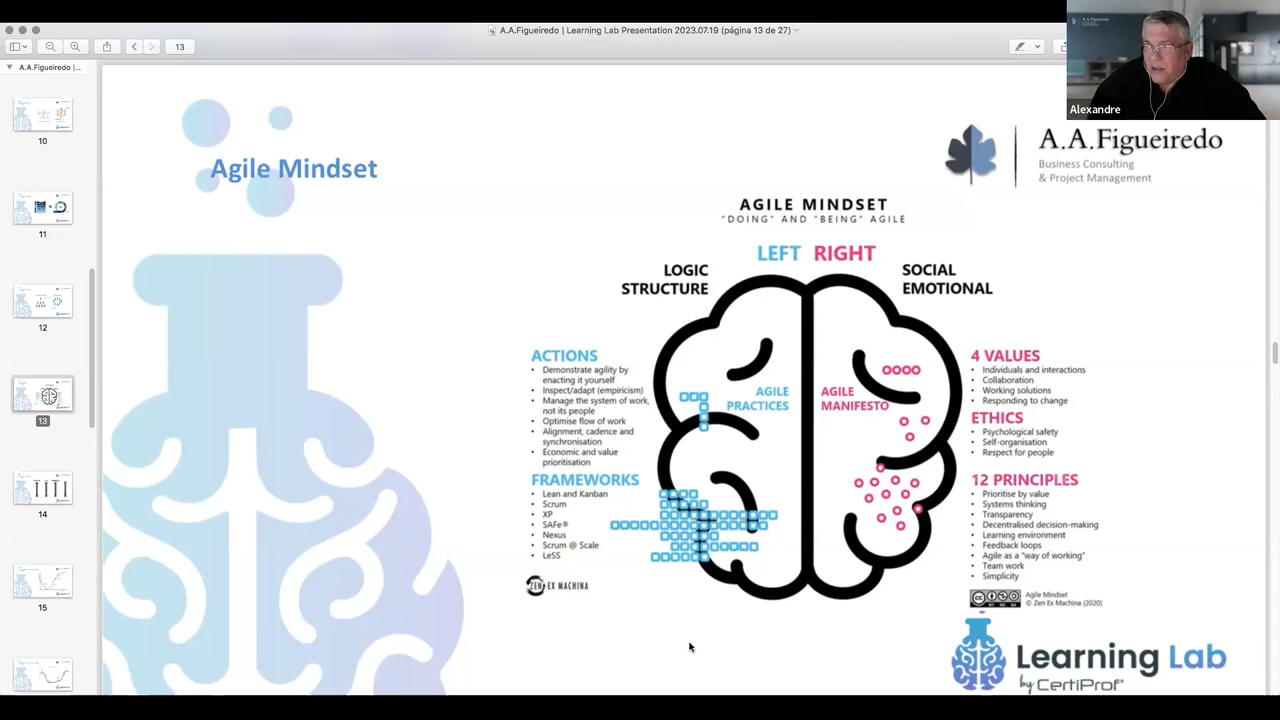 A.A.Figueiredo | Learning Lab Presentation 2023.07.19 (página 13 de 27)
13
A.A.Figueiredo |...
10
11
12
13
14
15
Alexandre
A.A.Figueiredo
Business Consulting
& Project Management
Agile Mindset
AGILE MINDSET
"DOING" AND "BEING" AGILE
LEFT RIGHT
LOGIC
STRUCTURE
SOCIAL
EMOTIONAL
ACTIONS
• Demonstrate agility by
enacting it yourself
• Inspect/adapt (empiricism)
• Manage the system of work,
not its people
• Optimise flow of work
• Alignment, cadence and
synchronisation
• Economic and value
prioritisation
FRAMEWORKS
• Lean and Kanban
• Scrum
• XP
• SAFe®
• Nexus
• Scrum @ Scale
• LeSS
ZEN EX MACHINA
AGILE
PRACTICES
AGILE
MANIFESTO
4 VALUES
• Individuals and interactions
• Collaboration
• Working solutions
• Responding to change
ETHICS
• Psychological safety
• Self-organisation
• Respect for people
12 PRINCIPLES
• Prioritise by value
• Systems thinking
• Transparency
• Decentralised decision-making
• Learning environment
• Feedback loops
• Agile as a "way of working"
• Team work
• Simplicity
Agile Mindset
© Zen Ex Machina (2020)
Learning Lab
by CertiProf®